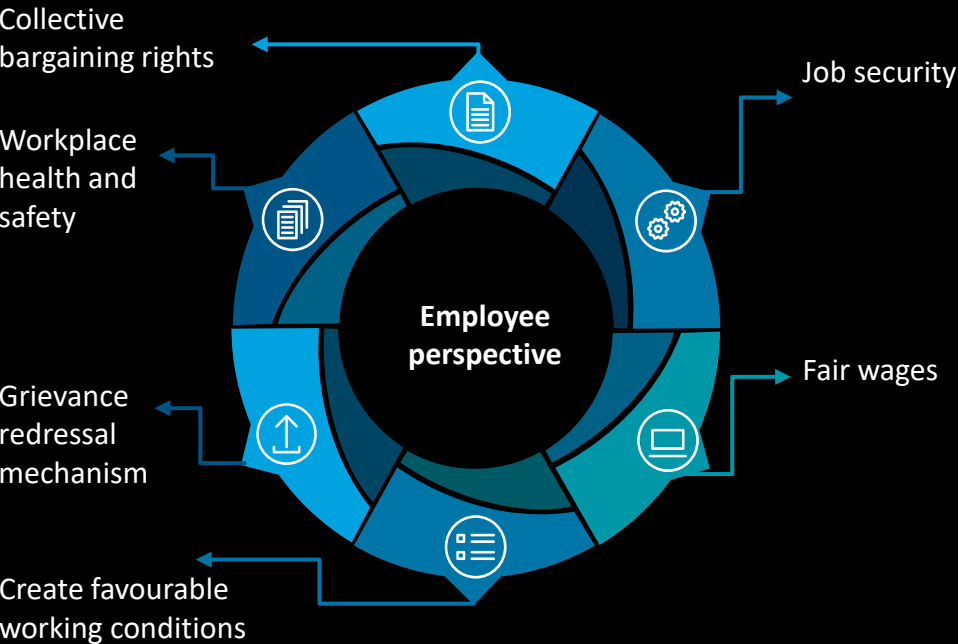 Collective
bargaining rights
Job security
Workplace
health and
safety
Employee
perspective
Fair wages
Grievance
redressal
mechanism
Create favourable
working conditions